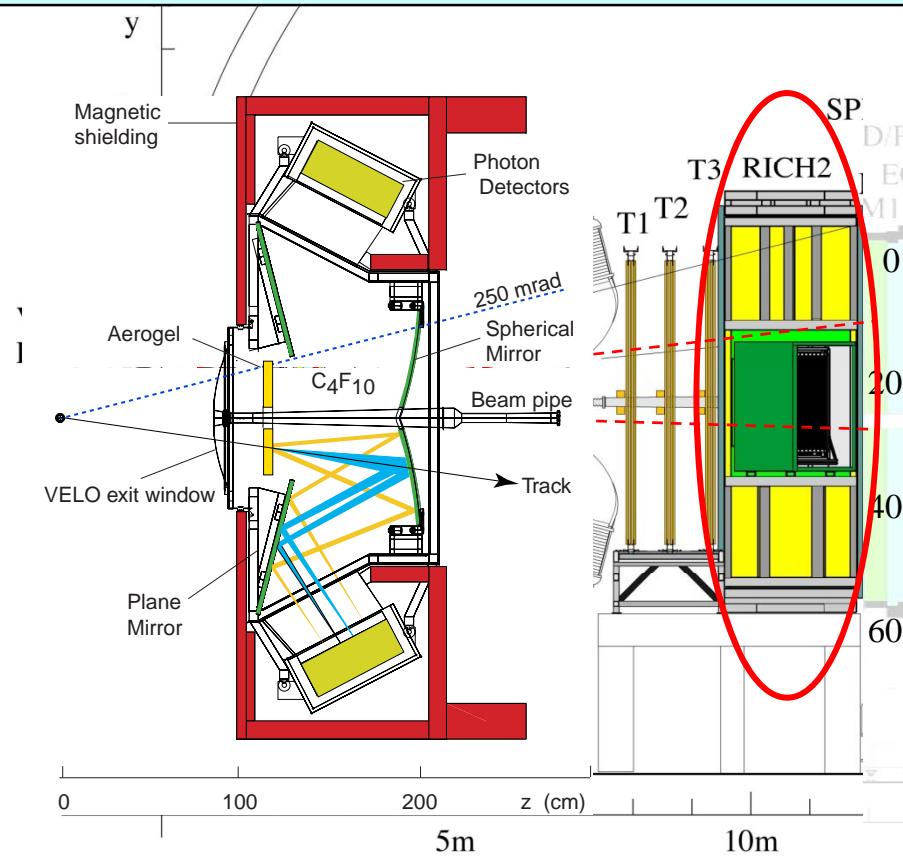 y
Magnetic
shielding
Photon
Detectors
250 mrad
Aerogel
Spherical
Mirror
C4F10
Beam pipe
VELO exit window
Track
Plane
Mirror
0
100
200
z (cm)
5m
10m
T1
T2
T3
RICH2
0
20
40
60